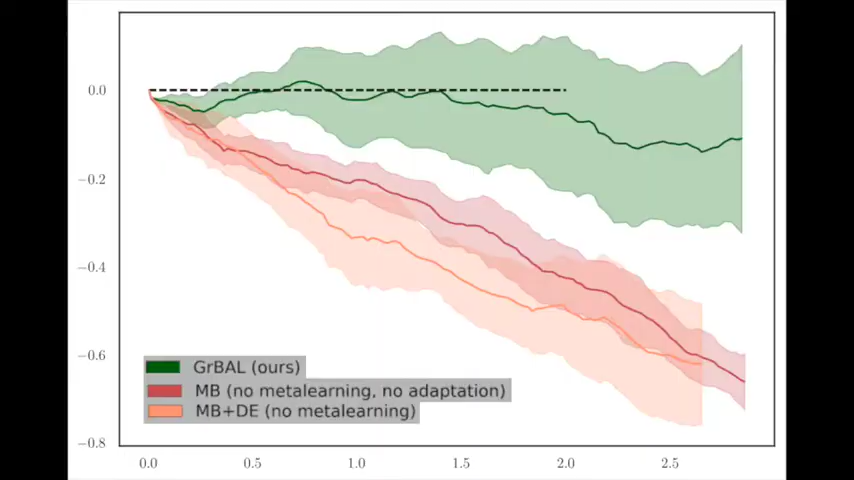 0.0
−0.2
−0.4
−0.6
−0.8
GrBAL (ours)
MB (no metalearning, no adaptation)
MB+DE (no metalearning)
0.0 0.5 1.0 1.5 2.0 2.5